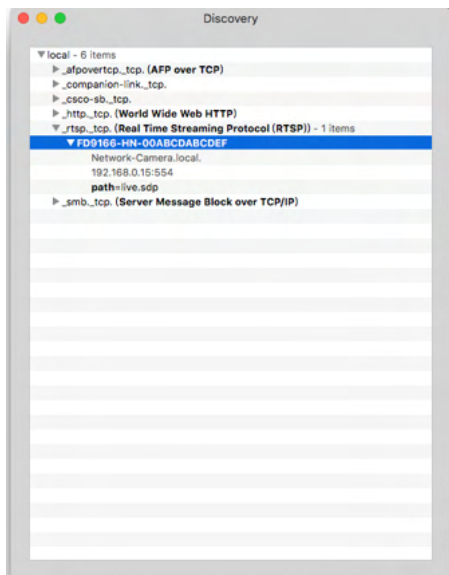 Discovery
local - 6 items
_afpovertcp._tcp. (AFP over TCP)
_companion-link._tcp.
_csco-sb._tcp.
_http._tcp. (World Wide Web HTTP)
_rtsp._tcp. (Real Time Streaming Protocol (RTSP)) - 1 items
FD9166-HN-00ABCDABCDEF
Network-Camera.local.
192.168.0.15:554
path=live.sdp
_smb._tcp. (Server Message Block over TCP/IP)